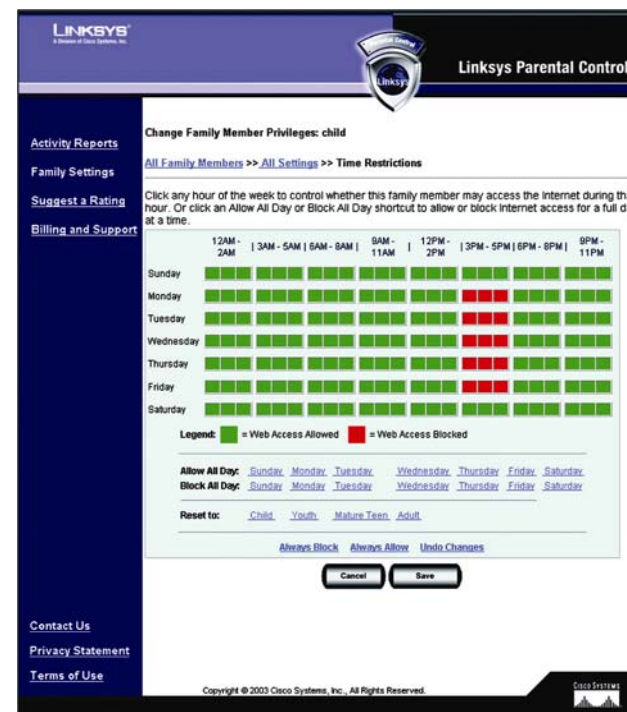 LINKSYS®
A Division of Cisco Systems, Inc.
Parental Control
Linksys
Linksys Parental Control
Activity Reports
Family Settings
Suggest a Rating
Billing and Support
Change Family Member Privileges: child
All Family Members >> All Settings >> Time Restrictions
Click any hour of the week to control whether this family member may access the Internet during th
hour. Or click an Allow All Day or Block All Day shortcut to allow or block Internet access for a full d
at a time.
12AM - 2AM | 3AM - 5AM | 6AM - 8AM | 9AM - 11AM | 12PM - 2PM | 3PM - 5PM | 6PM - 8PM | 9PM - 11PM
Sunday
Monday
Tuesday
Wednesday
Thursday
Friday
Saturday
Legend: = Web Access Allowed = Web Access Blocked
Allow All Day: Sunday Monday Tuesday Wednesday Thursday Friday Saturday
Block All Day: Sunday Monday Tuesday Wednesday Thursday Friday Saturday
Reset to: Child Youth Mature Teen Adult
Always Block Always Allow Undo Changes
Cancel Save
Contact Us
Privacy Statement
Terms of Use
Copyright © 2003 Cisco Systems, Inc., All Rights Reserved.
CISCO SYSTEMS